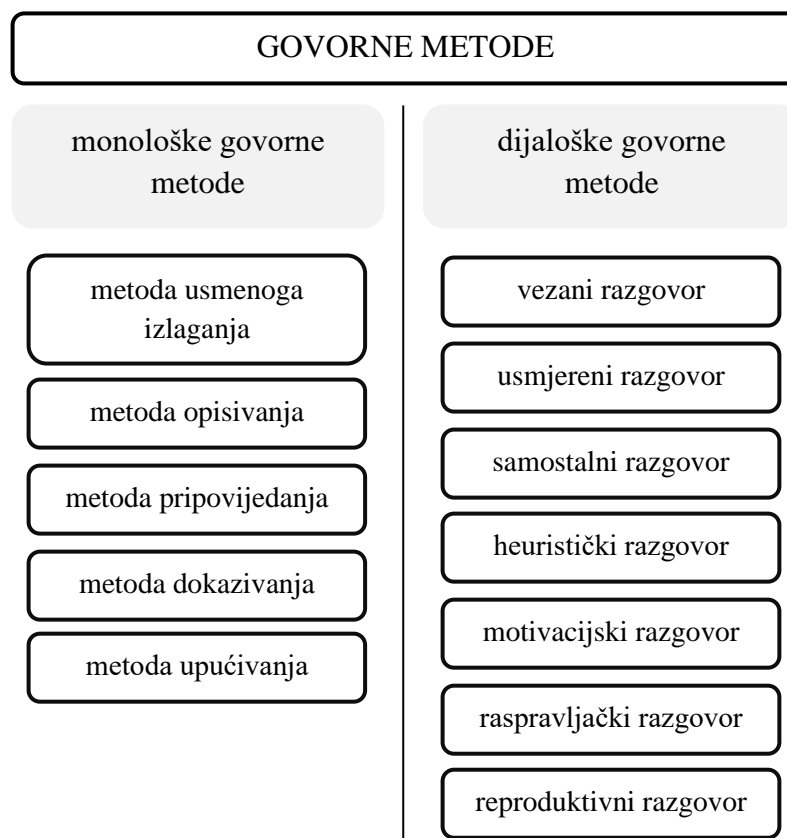 GOVORNE METODE
monološke govorne
metode
metoda usmenoga
izlaganja
metoda opisivanja
metoda pripovijedanja
metoda dokazivanja
metoda upućivanja
dijaloške govorne
metode
vezani razgovor
usmjereni razgovor
samostalni razgovor
heuristički razgovor
motivacijski razgovor
raspravljački razgovor
reproduktivni razgovor